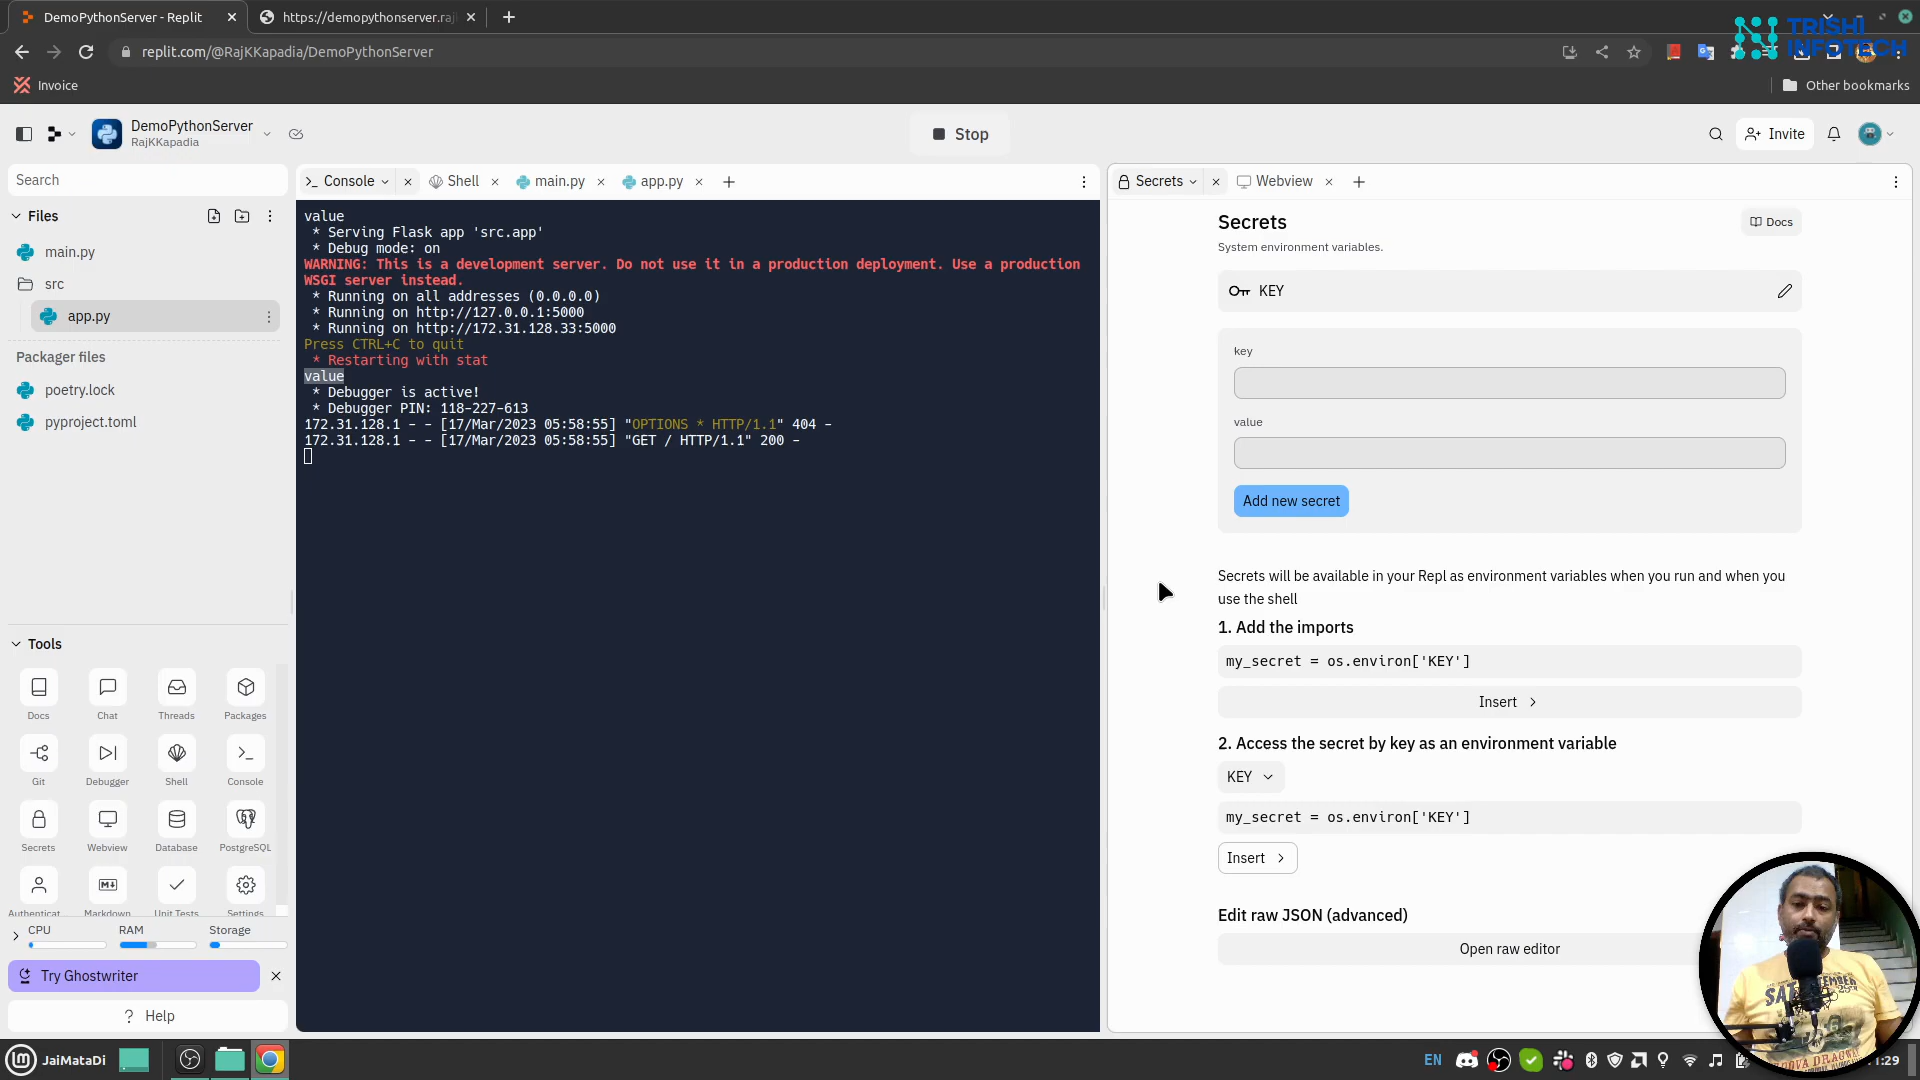 DemoPythonServer - Replit
https://demopythonserver.raj
TRISHI
INFOTECH
replit.com/@RajKKapadia/DemoPythonServer
Invoice
Other bookmarks
DemoPythonServer
RajKKapadia
Stop
Invite
Search
Files
main.py
src
app.py
Packager files
poetry.lock
pyproject.toml
Tools
Docs
Chat
Threads
Packages
Git
Debugger
Shell
Console
Secrets
Webview
Database
PostgreSQL
Authenticat
Markdown
Unit Tests
Settings
CPU
RAM
Storage
Try Ghostwriter
? Help
>_ Console
Shell
main.py
app.py
value
* Serving Flask app 'src.app'
* Debug mode: on
WARNING: This is a development server. Do not use it in a production deployment. Use a production
WSGI server instead.
* Running on all addresses (0.0.0.0)
* Running on http://127.0.0.1:5000
* Running on http://172.31.128.33:5000
Press CTRL+C to quit
* Restarting with stat
value
* Debugger is active!
* Debugger PIN: 118-227-613
172.31.128.1 - - [17/Mar/2023 05:58:55] "OPTIONS * HTTP/1.1" 404 -
172.31.128.1 - - [17/Mar/2023 05:58:55] "GET / HTTP/1.1" 200 -
Secrets
Webview
Secrets
Docs
System environment variables.
KEY
key
value
Add new secret
Secrets will be available in your Repl as environment variables when you run and when you
use the shell
1. Add the imports
my_secret = os.environ['KEY']
Insert
2. Access the secret by key as an environment variable
KEY
my_secret = os.environ['KEY']
Insert
Edit raw JSON (advanced)
Open raw editor
JaiMataDi
EN
:29